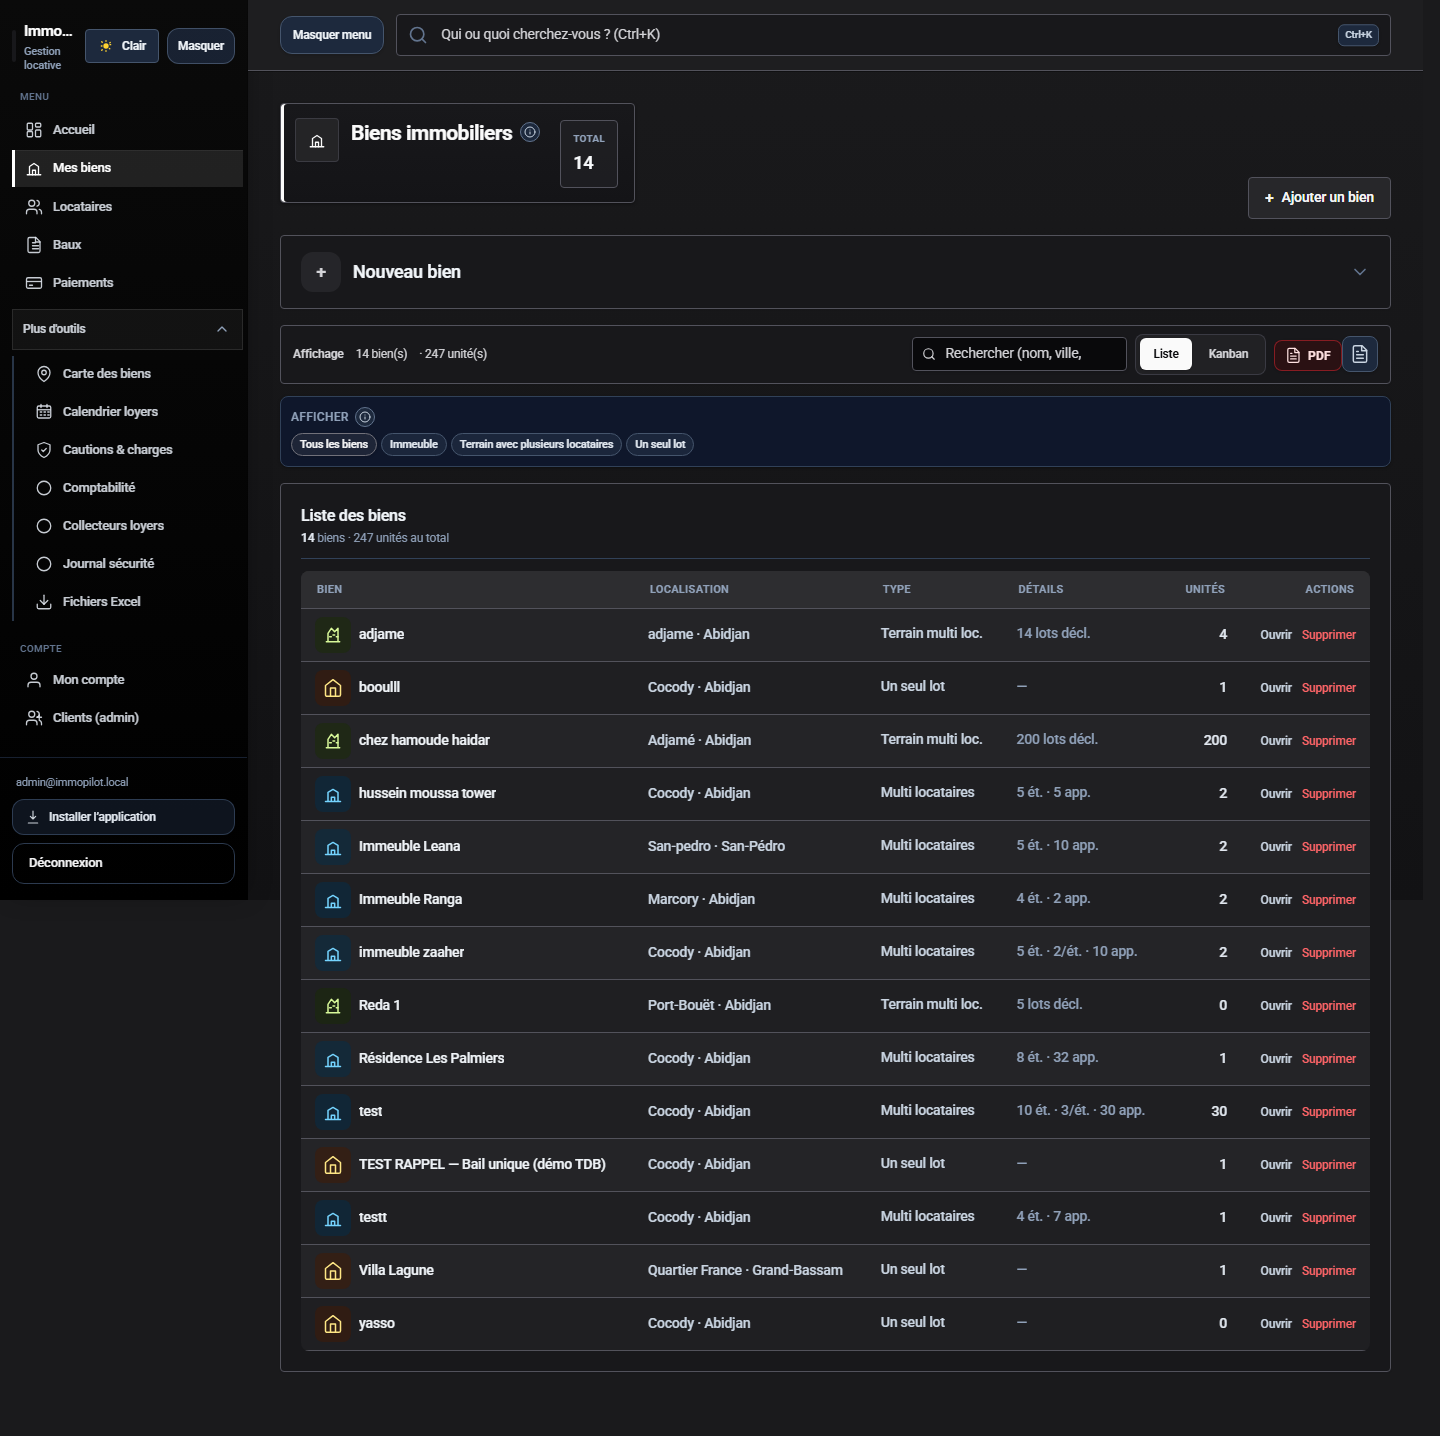 Immo...
Gestion
locative
Clair
Masquer
MENU
Accueil
Mes biens
Locataires
Baux
Paiements
Plus d'outils
Carte des biens
Calendrier loyers
Cautions & charges
Comptabilité
Collecteurs loyers
Journal sécurité
Fichiers Excel
COMPTE
Mon compte
Clients (admin)
admin@immopilot.local
Installer l'application
Déconnexion
Masquer menu
Qui ou quoi cherchez-vous ? (Ctrl+K)
Ctrl+K
Biens immobiliers
TOTAL
14
+ Ajouter un bien
+ Nouveau bien
Affichage 14 bien(s) · 247 unité(s)
Rechercher (nom, ville,
Liste
Kanban
PDF
AFFICHER
Tous les biens
Immeuble
Terrain avec plusieurs locataires
Un seul lot
Liste des biens
14 biens · 247 unités au total
BIEN LOCALISATION TYPE DÉTAILS UNITÉS ACTIONS
adjame adjame · Abidjan Terrain multi loc. 14 lots décl. 4 Ouvrir Supprimer
booulll Cocody · Abidjan Un seul lot — 1 Ouvrir Supprimer
chez hamoude haidar Adjamé · Abidjan Terrain multi loc. 200 lots décl. 200 Ouvrir Supprimer
hussein moussa tower Cocody · Abidjan Multi locataires 5 ét. · 5 app. 2 Ouvrir Supprimer
Immeuble Leana San-pedro · San-Pédro Multi locataires 5 ét. · 10 app. 2 Ouvrir Supprimer
Immeuble Ranga Marcory · Abidjan Multi locataires 4 ét. · 2 app. 2 Ouvrir Supprimer
immeuble zaaher Cocody · Abidjan Multi locataires 5 ét. · 2/ét. · 10 app. 2 Ouvrir Supprimer
Reda 1 Port-Bouët · Abidjan Terrain multi loc. 5 lots décl. 0 Ouvrir Supprimer
Résidence Les Palmiers Cocody · Abidjan Multi locataires 8 ét. · 32 app. 1 Ouvrir Supprimer
test Cocody · Abidjan Multi locataires 10 ét. · 3/ét. · 30 app. 30 Ouvrir Supprimer
TEST RAPPEL — Bail unique (démo TDB) Cocody · Abidjan Un seul lot — 1 Ouvrir Supprimer
testt Cocody · Abidjan Multi locataires 4 ét. · 7 app. 1 Ouvrir Supprimer
Villa Lagune Quartier France · Grand-Bassam Un seul lot — 1 Ouvrir Supprimer
yasso Cocody · Abidjan Un seul lot — 0 Ouvrir Supprimer